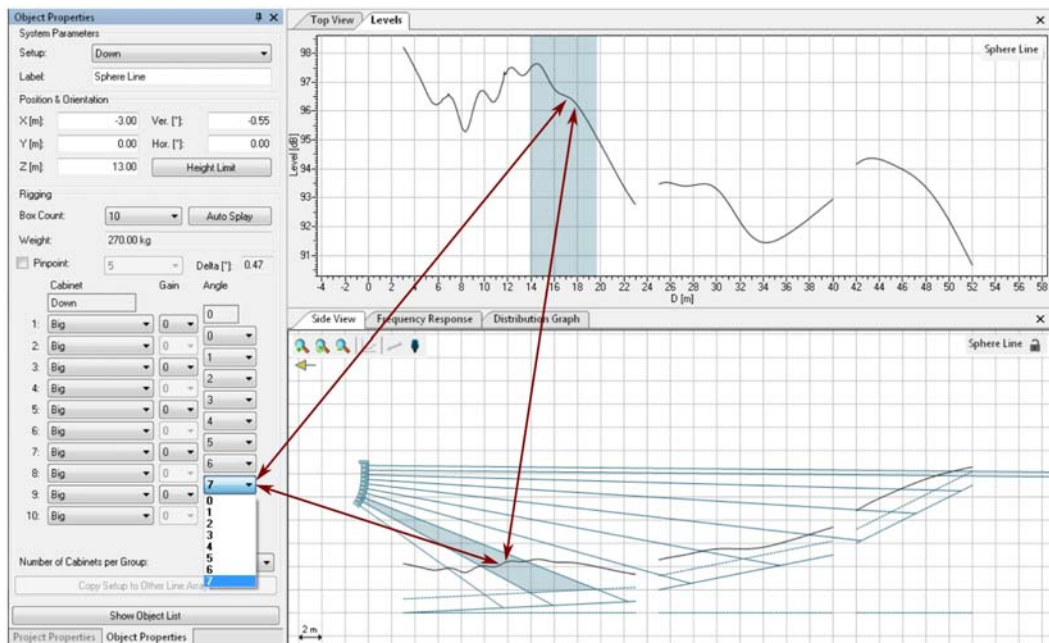 Object Properties
System Parameters
Setup: Down
Label: Sphere Line
Position & Orientation
X [m]: -3.00 Ver. [°]: -0.55
Y [m]: 0.00 Hor. [°]: 0.00
Z [m]: 13.00 Height Limit
Rigging
Box Count: 10 Auto Splay
Weight: 270.00 kg
Pinpoint: 5 Delta [°]: 0.47
Cabinet Gain Angle
Down
0
1: Big 0
0
2: Big 0
1
3: Big 0
2
4: Big 0
3
5: Big 0
4
6: Big 0
5
7: Big 0
6
8: Big 0
7
9: Big 0
10: Big 0
0
1
2
3
4
5
6
7
Number of Cabinets per Group:
Copy Setup to Other Line Array
Show Object List
Project Properties Object Properties
Top View Levels
Sphere Line
Level [dB]
98
97
96
95
94
93
92
91
-4 -2 0 2 4 6 8 10 12 14 16 18 20 22 24 26 28 30 32 34 36 38 40 42 44 46 48 50 52 54 56 58
D [m]
Side View Frequency Response Distribution Graph
Sphere Line
2 m